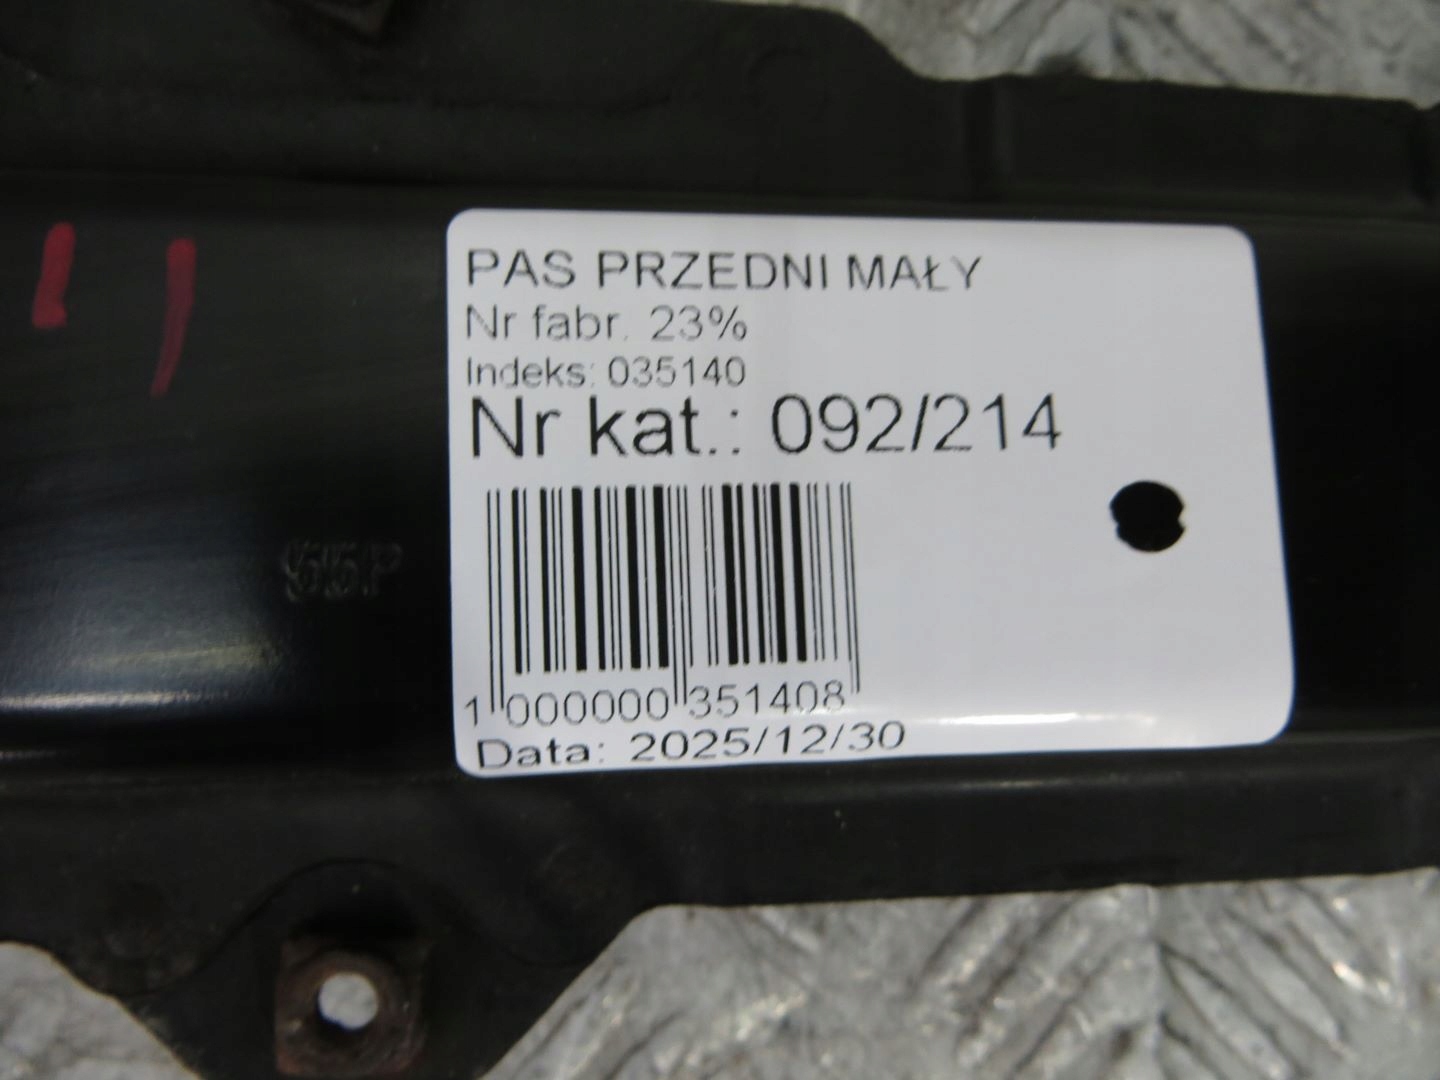 PAS PRZEDNI MAŁY
Nr fabr. 23%
Indeks: 035140
Nr kat.: 092/214
1 000000 351408
Data: 2025/12/30
55P